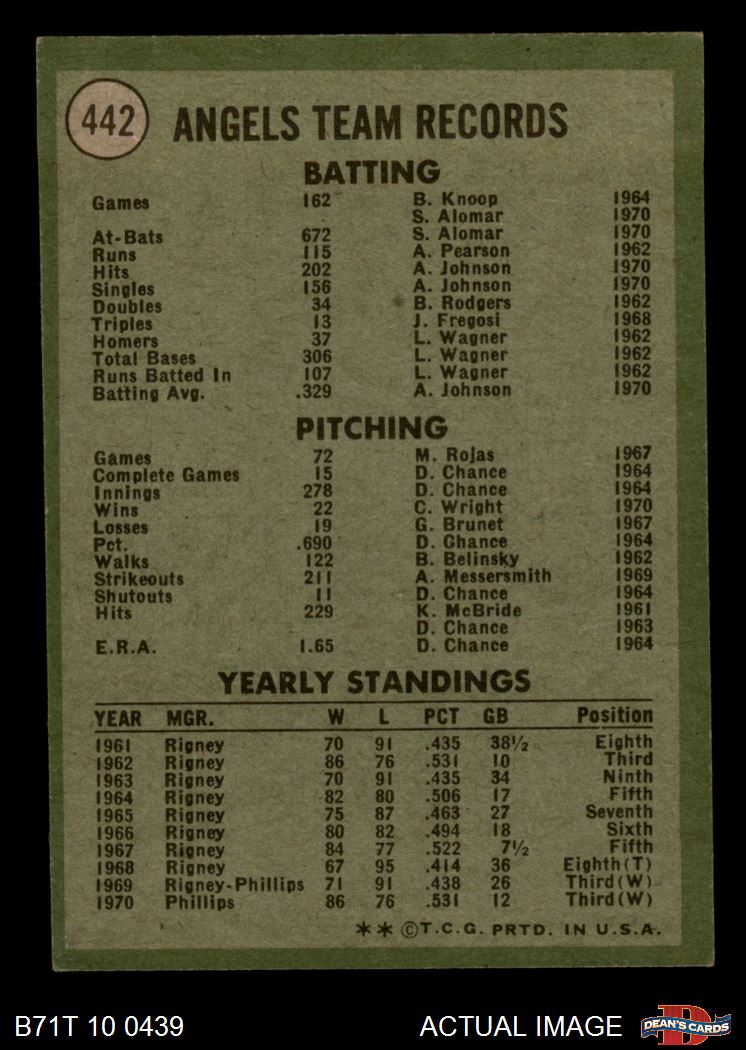 442 ANGELS TEAM RECORDS
BATTING
Games 162 B. Knoop 1964
S. Alomar 1970
At-Bats 672 S. Alomar 1970
Runs 115 A. Pearson 1962
Hits 202 A. Johnson 1970
Singles 156 A. Johnson 1970
Doubles 34 B. Rodgers 1962
Triples 13 J. Fregosi 1968
Homers 37 L. Wagner 1962
Total Bases 306 L. Wagner 1962
Runs Batted In 107 L. Wagner 1962
Batting Avg. .329 A. Johnson 1970
PITCHING
Games 72 M. Rojas 1967
Complete Games 15 D. Chance 1964
Innings 278 D. Chance 1964
Wins 22 C. Wright 1970
Losses 19 G. Brunet 1967
Pct. .690 D. Chance 1964
Walks 122 B. Belinsky 1962
Strikeouts 211 A. Messersmith 1969
Shutouts 11 D. Chance 1964
Hits 229 K. McBride 1961
D. Chance 1963
E.R.A. 1.65 D. Chance 1964
YEARLY STANDINGS
YEAR MGR. W L PCT GB Position
1961 Rigney 70 91 .435 38½ Eighth
1962 Rigney 86 76 .531 10 Third
1963 Rigney 70 91 .435 34 Ninth
1964 Rigney 82 80 .506 17 Fifth
1965 Rigney 75 87 .463 27 Seventh
1966 Rigney 80 82 .494 18 Sixth
1967 Rigney 84 77 .522 7½ Fifth
1968 Rigney 67 95 .414 36 Eighth(T)
1969 Rigney-Phillips 71 91 .438 26 Third(W)
1970 Phillips 86 76 .531 12 Third(W)
**©T.C.G. PRTD. IN U.S.A.
B71T 10 0439 ACTUAL IMAGE DEAN'S CARDS